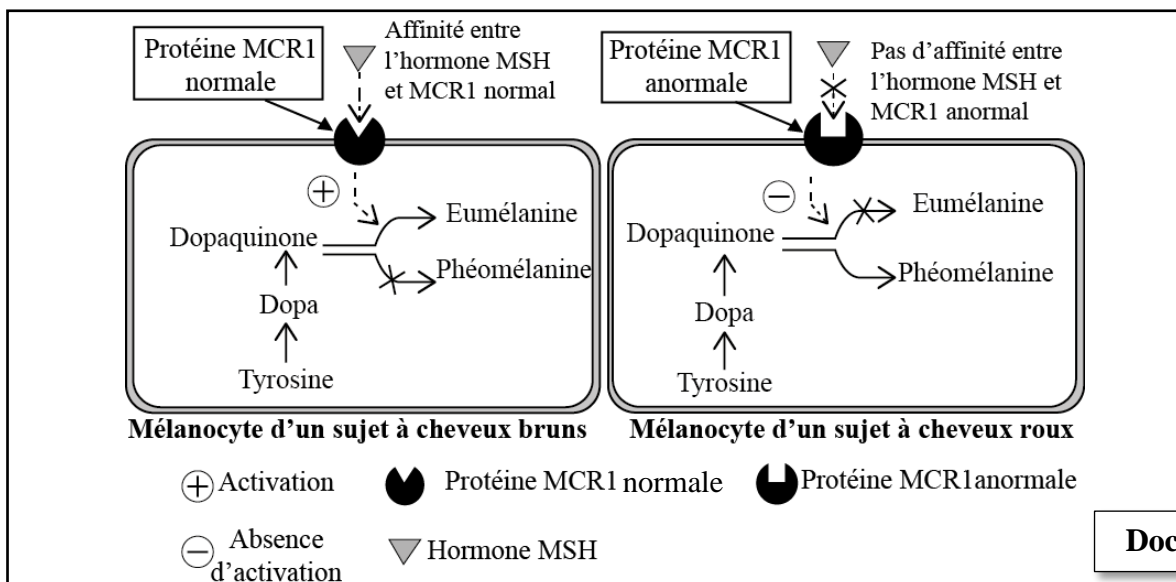 Protéine MCR1
normale
Affinité entre
l'hormone MSH
et MCR1 normal
Protéine MCR1
anormale
Pas d'affinité entre
l'hormone MSH et
MCR1 anormal
+
Eumélanine
Dopaquinone
Phéomélanine
Dopa
Tyrosine
Mélanocyte d'un sujet à cheveux bruns
−
Eumélanine
Dopaquinone
Phéomélanine
Dopa
Tyrosine
Mélanocyte d'un sujet à cheveux roux
+ Activation
Protéine MCR1 normale
Protéine MCR1anormale
− Absence
d'activation
Hormone MSH
Doc